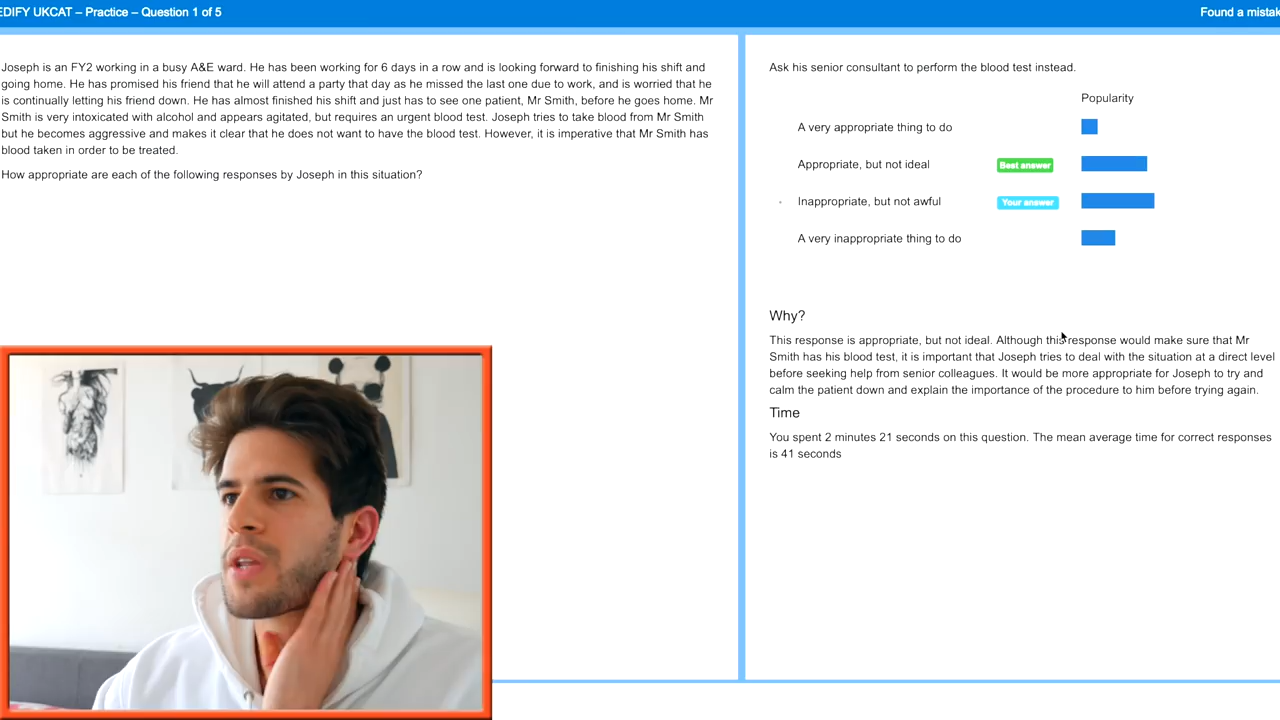 EDIFY UKCAT – Practice – Question 1 of 5
Found a mistak
Joseph is an FY2 working in a busy A&E ward. He has been working for 6 days in a row and is looking forward to finishing his shift and
going home. He has promised his friend that he will attend a party that day as he missed the last one due to work, and is worried that he
is continually letting his friend down. He has almost finished his shift and just has to see one patient, Mr Smith, before he goes home. Mr
Smith is very intoxicated with alcohol and appears agitated, but requires an urgent blood test. Joseph tries to take blood from Mr Smith
but he becomes aggressive and makes it clear that he does not want to have the blood test. However, it is imperative that Mr Smith has
blood taken in order to be treated.
How appropriate are each of the following responses by Joseph in this situation?
Ask his senior consultant to perform the blood test instead.
Popularity
A very appropriate thing to do
Appropriate, but not ideal Best answer
Inappropriate, but not awful Your answer
A very inappropriate thing to do
Why?
This response is appropriate, but not ideal. Although this response would make sure that Mr
Smith has his blood test, it is important that Joseph tries to deal with the situation at a direct level
before seeking help from senior colleagues. It would be more appropriate for Joseph to try and
calm the patient down and explain the importance of the procedure to him before trying again.
Time
You spent 2 minutes 21 seconds on this question. The mean average time for correct responses
is 41 seconds